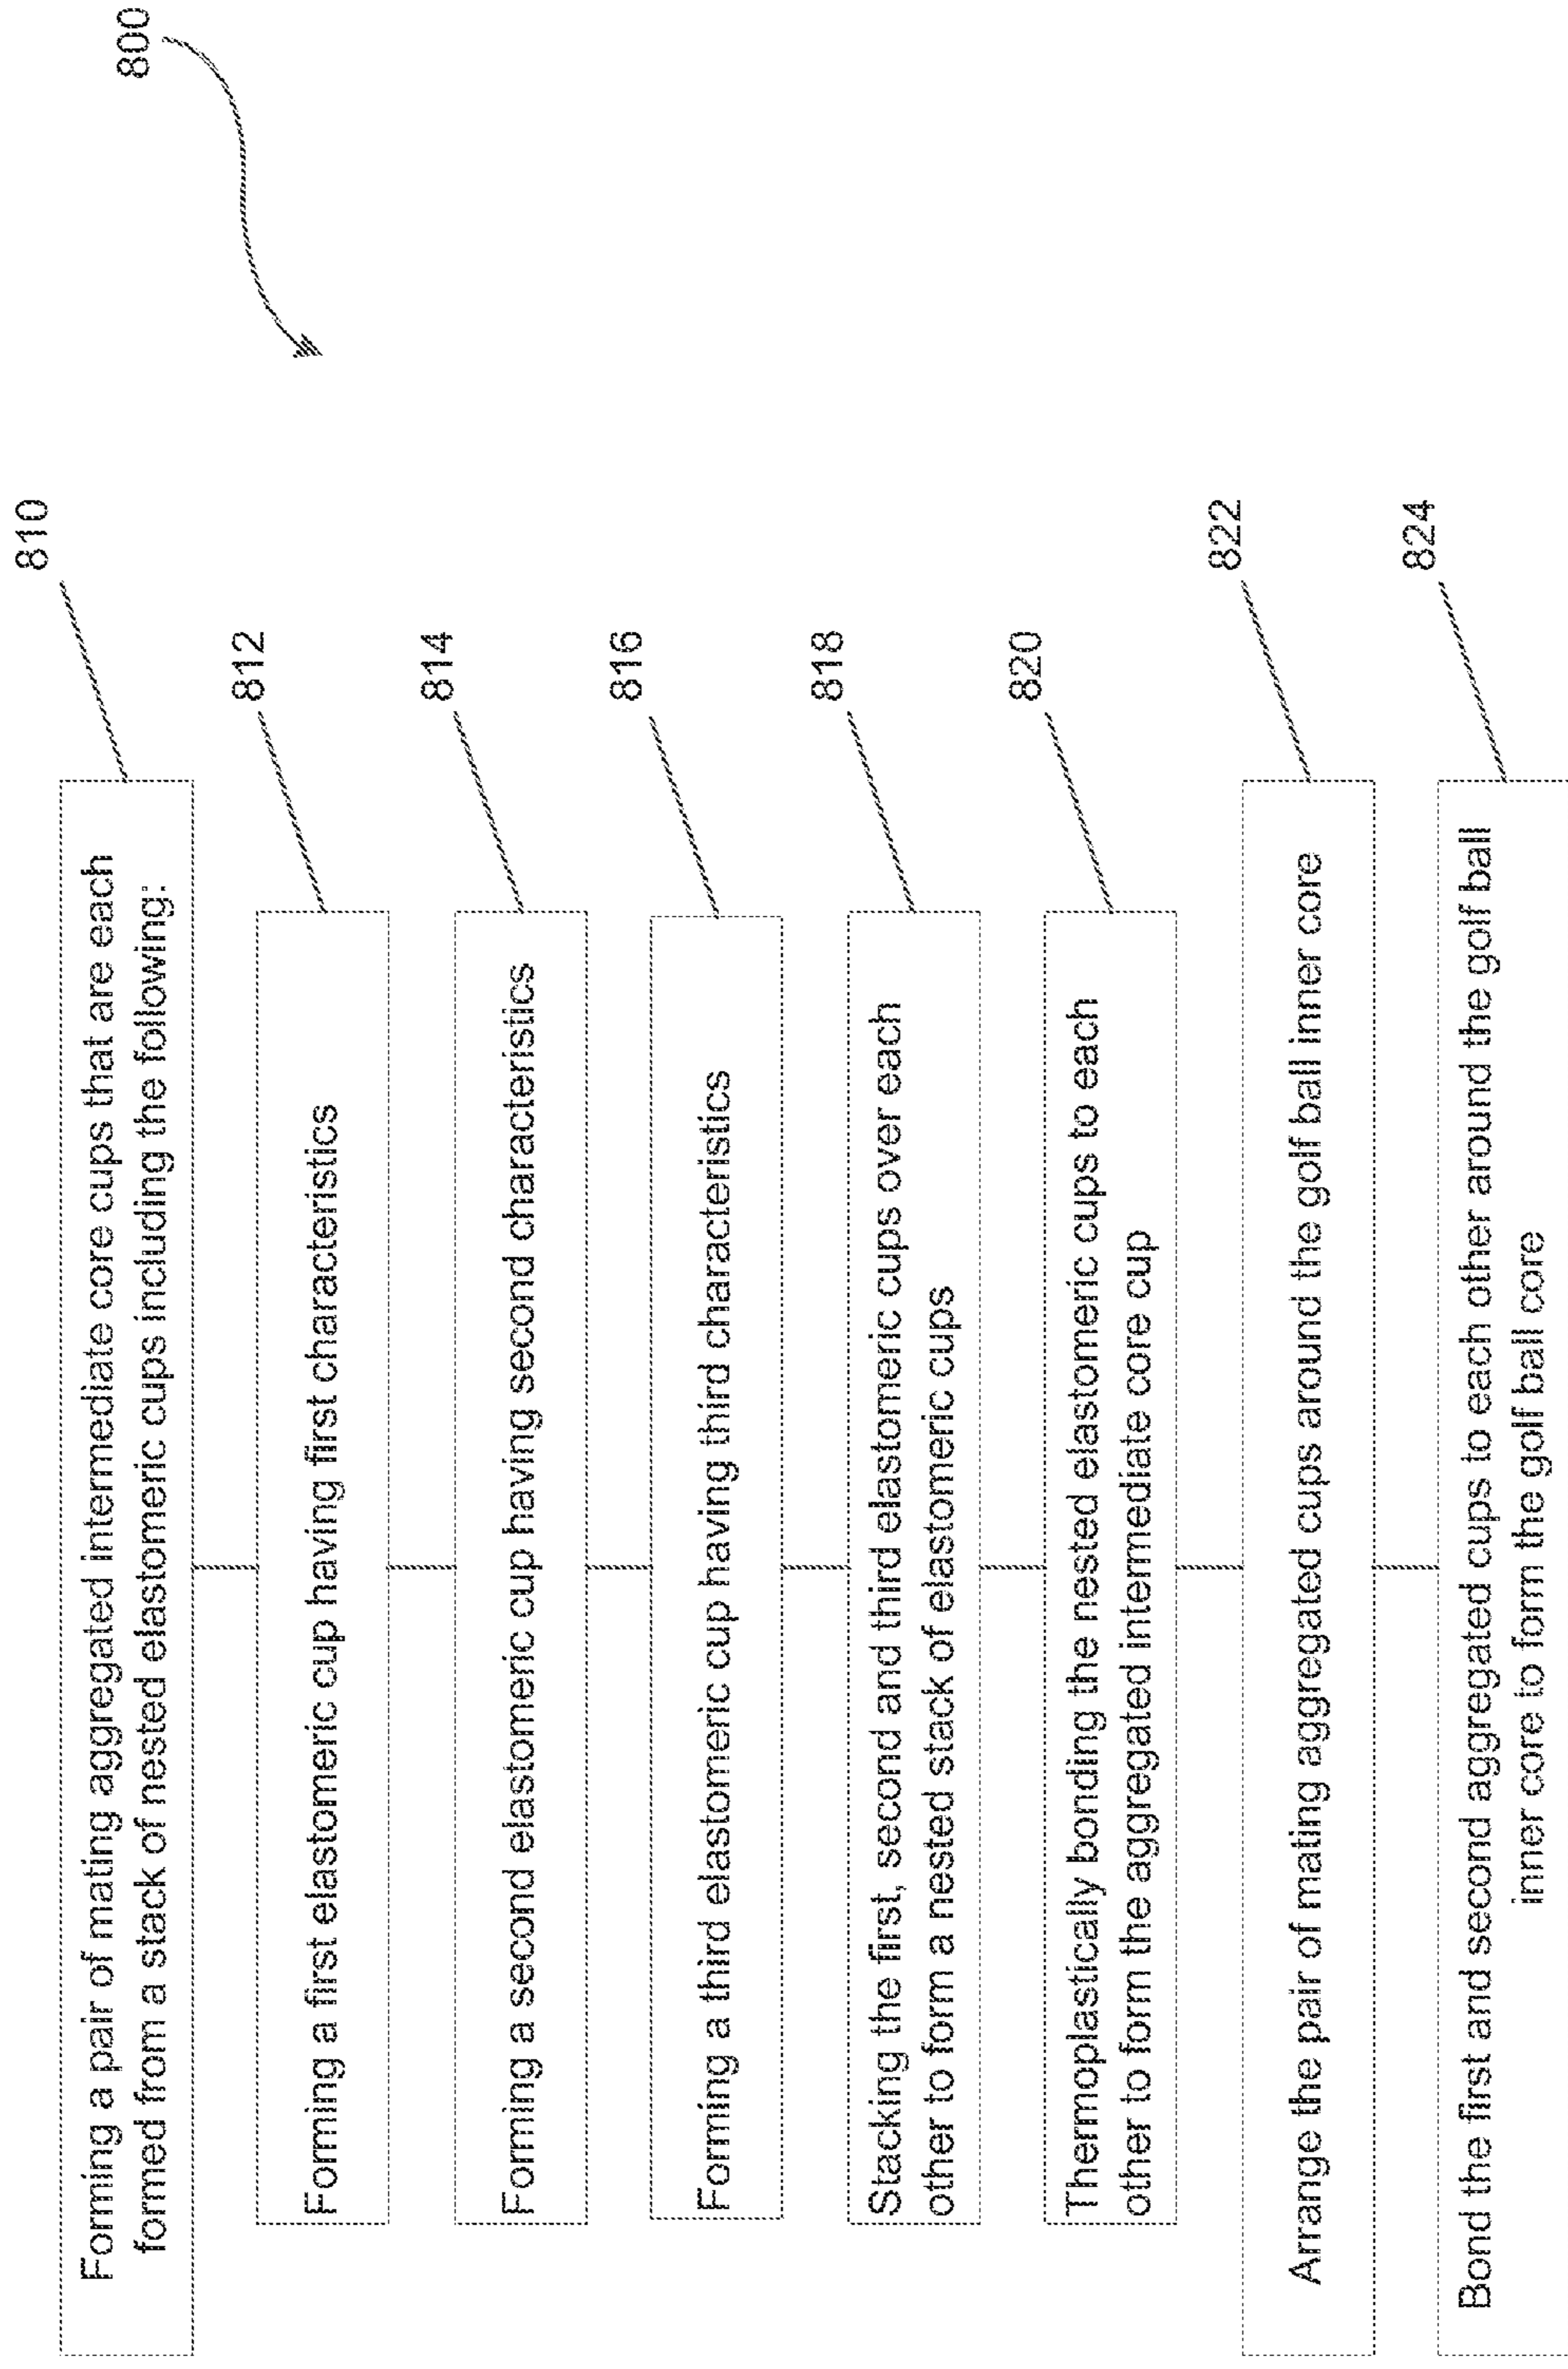 800
810
Forming a pair of mating aggregated intermediate core cups that are each
formed from a stack of nested elastomeric cups including the following:
812
Forming a first elastomeric cup having first characteristics
814
Forming a second elastomeric cup having second characteristics
816
Forming a third elastomeric cup having third characteristics
818
Stacking the first, second and third elastomeric cups over each
other to form a nested stack of elastomeric cups
820
Thermoplastically bonding the nested elastomeric cups to each
other to form the aggregated intermediate core cup
822
Arrange the pair of mating aggregated cups around the golf ball inner core
824
Bond the first and second aggregated cups to each other around the golf ball
inner core to form the golf ball core